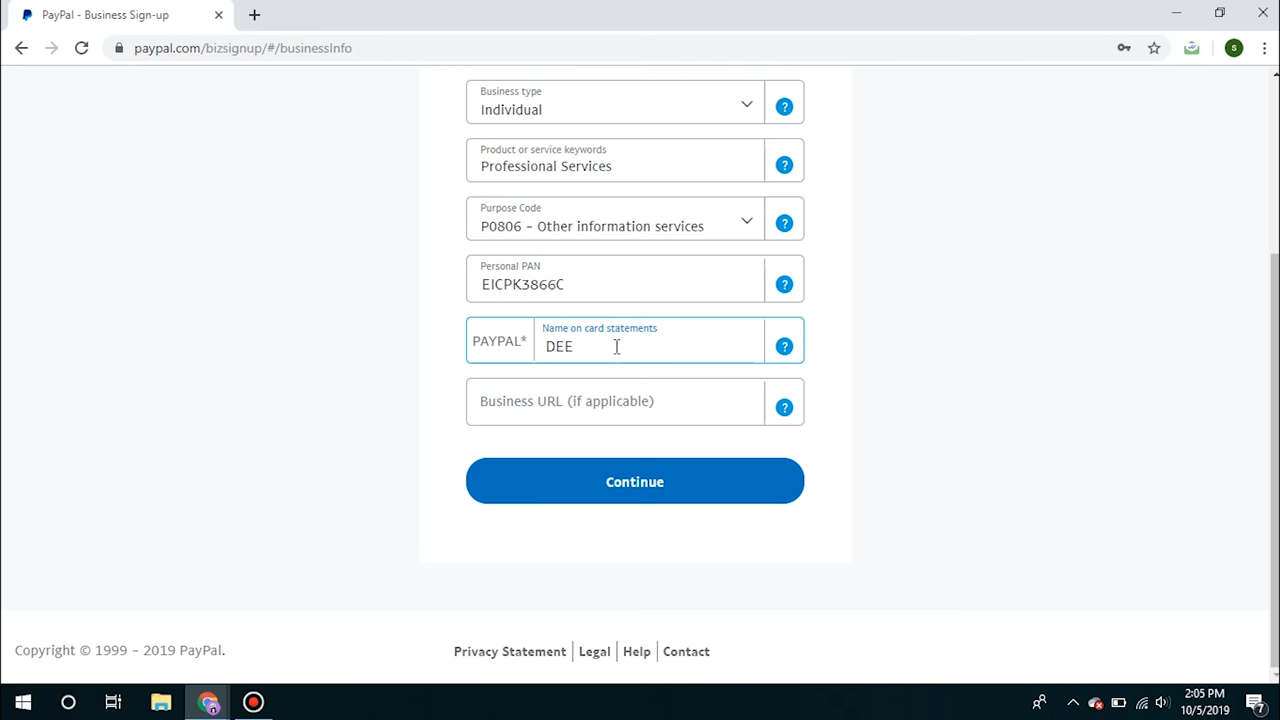 PayPal - Business Sign-up
paypal.com/bizsignup/#/businessInfo
S
Business type
Individual
?
Product or service keywords
Professional Services
?
Purpose Code
P0806 - Other information services
?
Personal PAN
EICPK3866C
?
PAYPAL*
Name on card statements
DEE
?
Business URL (if applicable)
?
Continue
Copyright © 1999 - 2019 PayPal.
Privacy Statement | Legal | Help | Contact
2:05 PM
10/5/2019
7